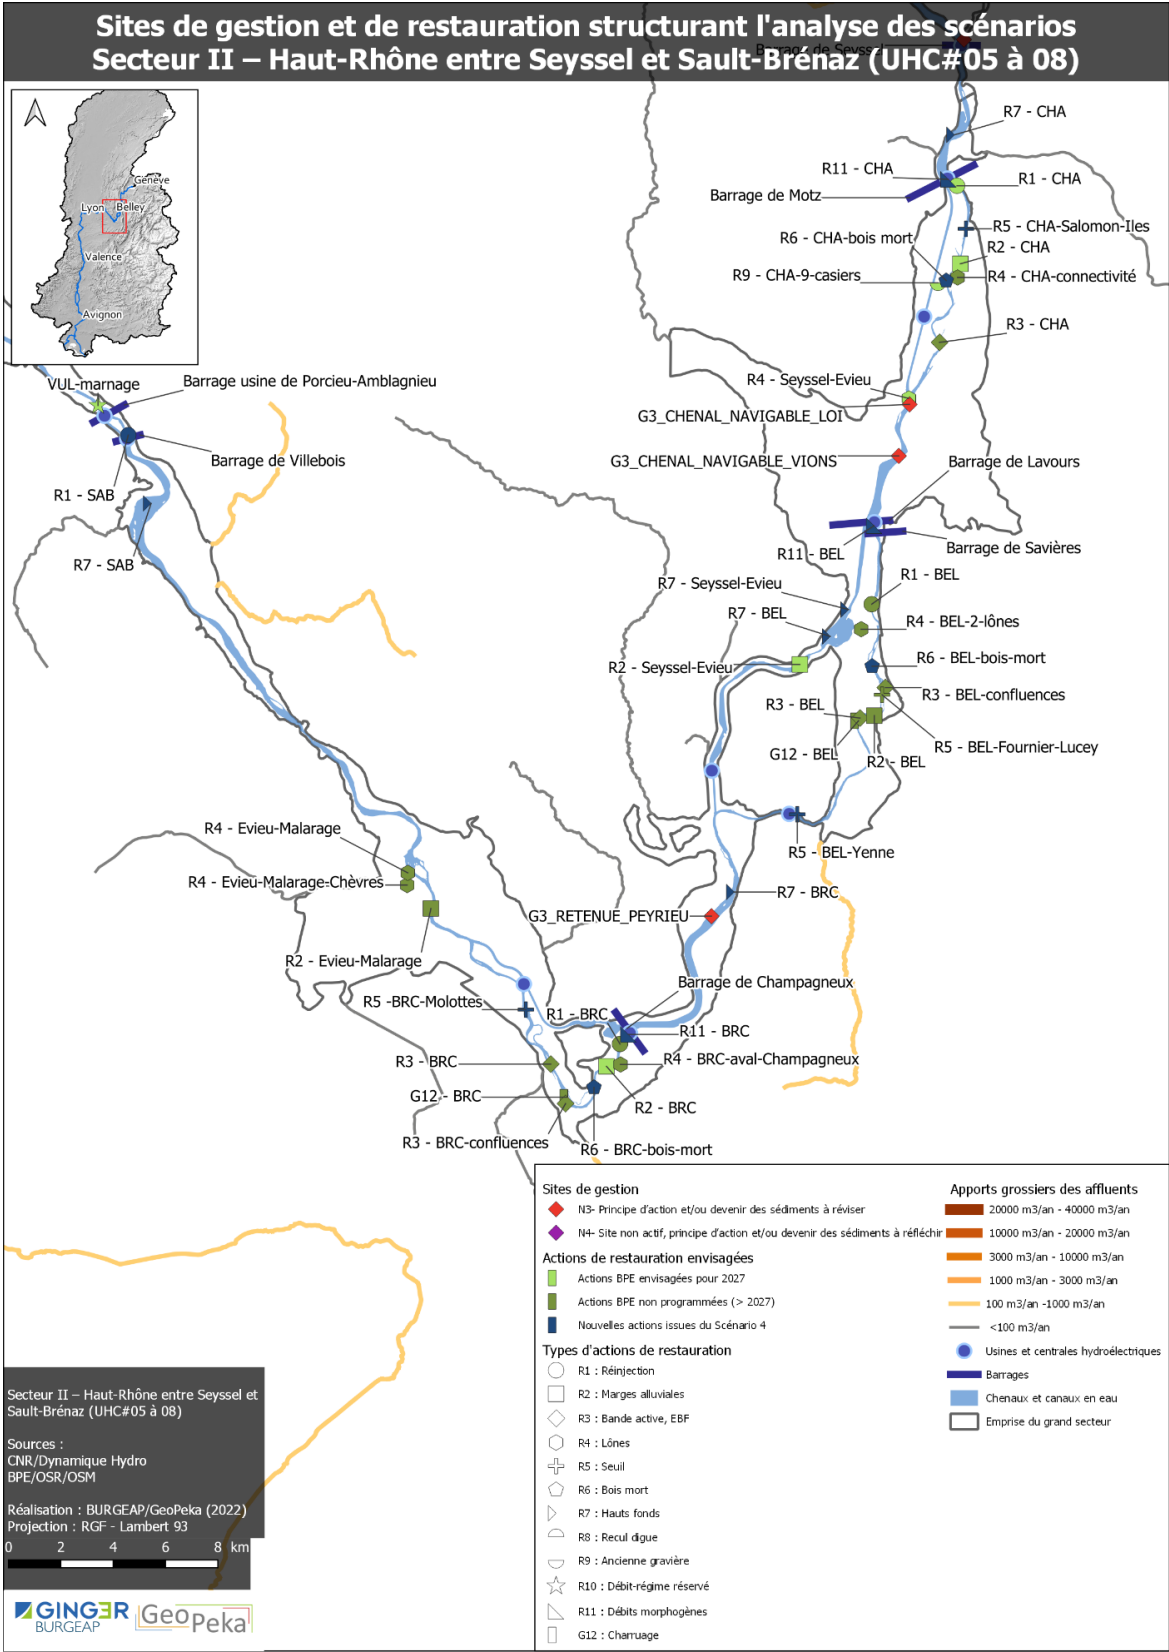 Sites de gestion et de restauration structurant l'analyse des scénarios
Secteur II – Haut-Rhône entre Seyssel et Sault-Brénaz (UHC#05 à 08)
Barrage de Seyssel
Genève
Lyon
Belley
Valence
Avignon
R7 - CHA
R11 - CHA
R1 - CHA
Barrage de Motz
R5 - CHA-Salomon-Iles
R6 - CHA-bois mort
R2 - CHA
R9 - CHA-9-casiers
R4 - CHA-connectivité
R3 - CHA
R4 - Seyssel-Evieu
G3_CHENAL_NAVIGABLE_LOI
G3_CHENAL_NAVIGABLE_VIONS
Barrage de Lavours
VUL-marnage
Barrage usine de Porcieu-Amblagnieu
Barrage de Villebois
R1 - SAB
R7 - SAB
R11 - BEL
Barrage de Savières
R7 - Seyssel-Evieu
R1 - BEL
R7 - BEL
R4 - BEL-2-lônes
R2 - Seyssel-Evieu
R6 - BEL-bois-mort
R3 - BEL-confluences
R3 - BEL
R5 - BEL-Fournier-Lucey
G12 - BEL
R2 - BEL
R4 - Evieu-Malarage
R5 - BEL-Yenne
R4 - Evieu-Malarage-Chèvres
R7 - BRC
G3_RETENUE_PEYRIEU
R2 - Evieu-Malarage
Barrage de Champagneux
R5 -BRC-Molottes
R1 - BRC
R11 - BRC
R3 - BRC
R4 - BRC-aval-Champagneux
G12 - BRC
R2 - BRC
R3 - BRC-confluences
R6 - BRC-bois-mort
Sites de gestion
N3- Principe d'action et/ou devenir des sédiments à réviser
N4- Site non actif, principe d'action et/ou devenir des sédiments à réfléchir
Actions de restauration envisagées
Actions BPE envisagées pour 2027
Actions BPE non programmées (> 2027)
Nouvelles actions issues du Scénario 4
Types d'actions de restauration
R1 : Réinjection
R2 : Marges alluviales
R3 : Bande active, EBF
R4 : Lônes
R5 : Seuil
R6 : Bois mort
R7 : Hauts fonds
R8 : Recul digue
R9 : Ancienne gravière
R10 : Débit-régime réservé
R11 : Débits morphogènes
G12 : Charruage
Apports grossiers des affluents
20000 m3/an - 40000 m3/an
10000 m3/an - 20000 m3/an
3000 m3/an - 10000 m3/an
1000 m3/an - 3000 m3/an
100 m3/an -1000 m3/an
<100 m3/an
Usines et centrales hydroélectriques
Barrages
Chenaux et canaux en eau
Emprise du grand secteur
Secteur II – Haut-Rhône entre Seyssel et
Sault-Brénaz (UHC#05 à 08)
Sources :
CNR/Dynamique Hydro
BPE/OSR/OSM
Réalisation : BURGEAP/GeoPeka (2022)
Projection : RGF - Lambert 93
0 2 4 6 8 km
GINGER
BURGEAP
GeoPeka